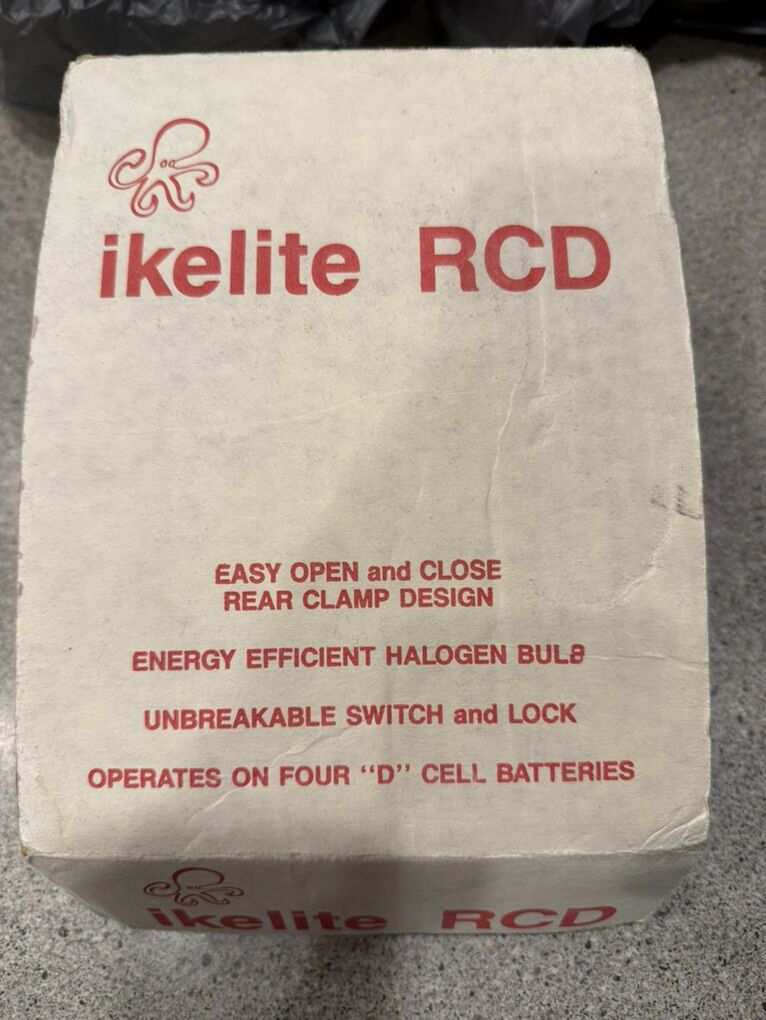 ikelite RCD
EASY OPEN and CLOSE
REAR CLAMP DESIGN
ENERGY EFFICIENT HALOGEN BULB
UNBREAKABLE SWITCH and LOCK
OPERATES ON FOUR "D" CELL BATTERIES
ikelite RCD